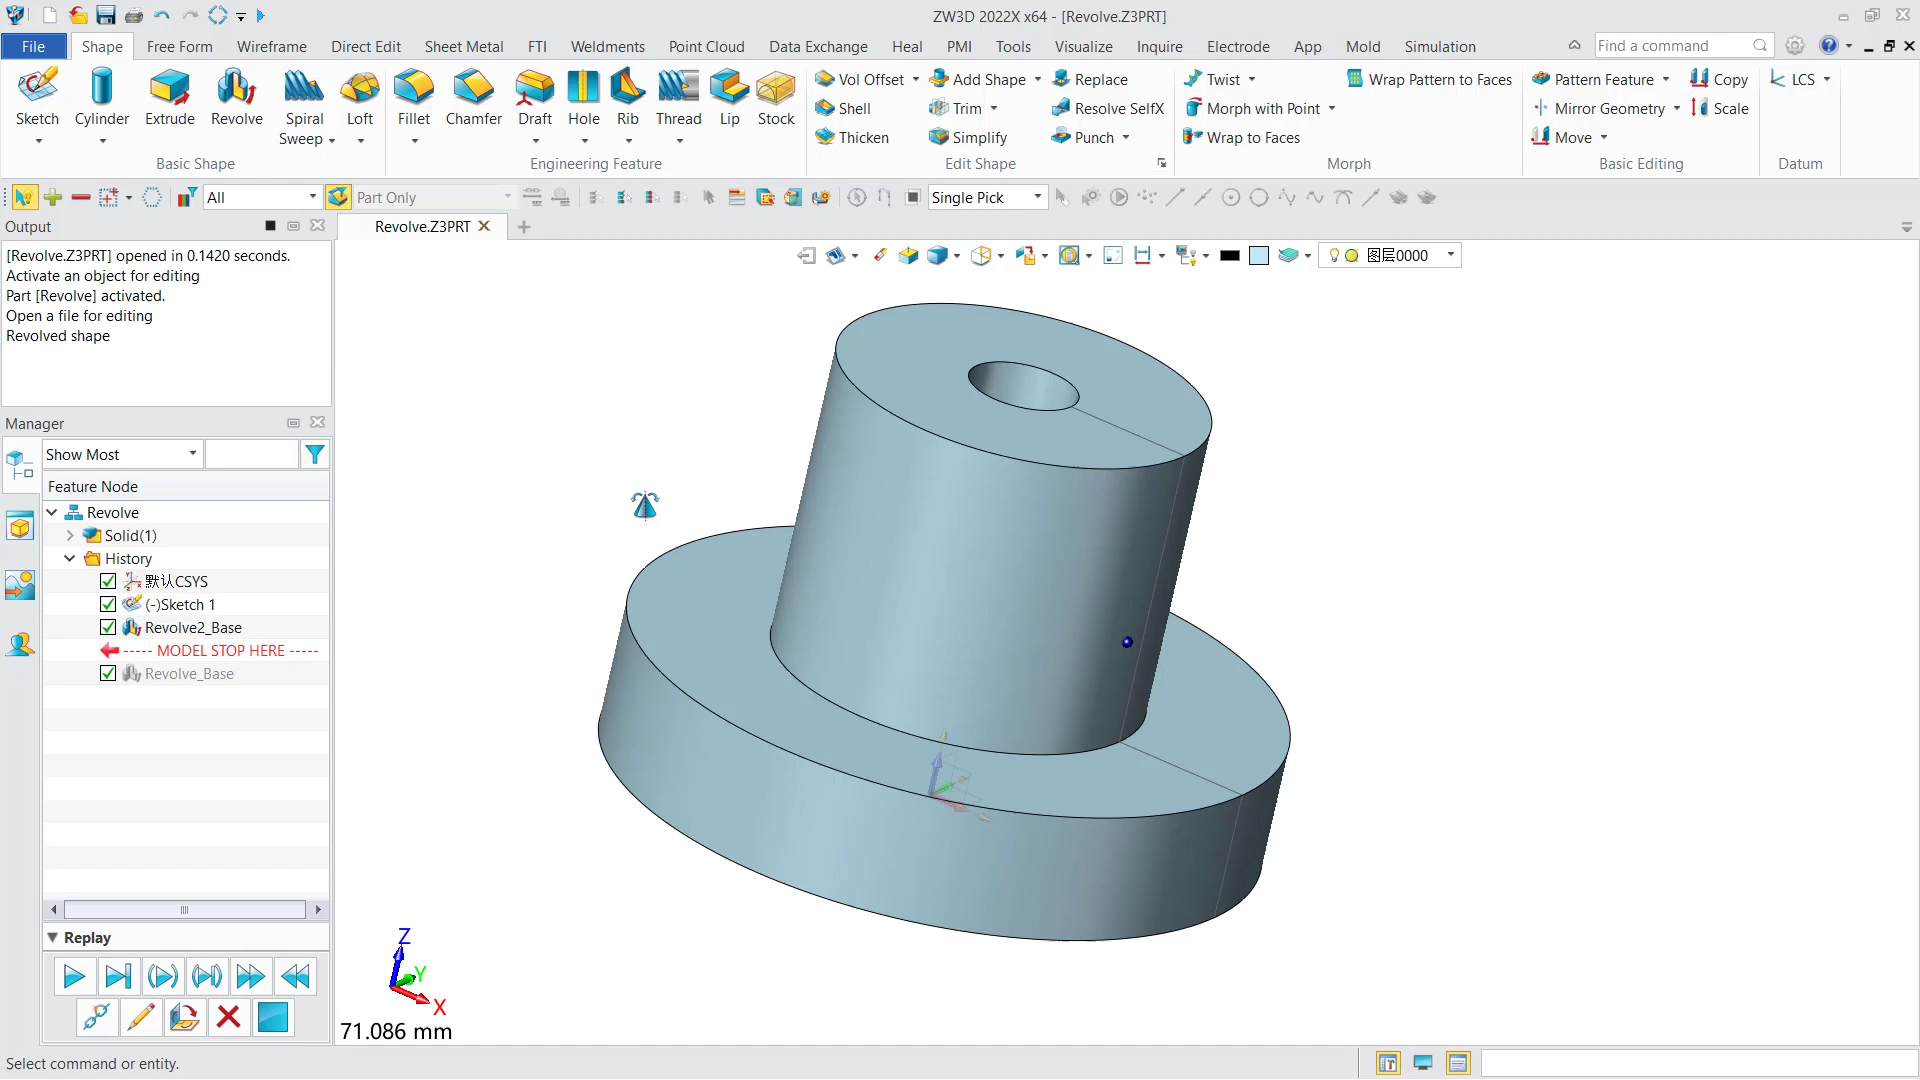 ZW3D 2022X x64 - [Revolve.Z3PRT]
File Shape Free Form Wireframe Direct Edit Sheet Metal FTI Weldments Point Cloud Data Exchange Heal PMI Tools Visualize Inquire Electrode App Mold Simulation Find a command
Sketch Cylinder Extrude Revolve Spiral Sweep Loft
Basic Shape
Fillet Chamfer Draft Hole Rib Thread Lip Stock
Engineering Feature
Vol Offset Add Shape Replace
Shell Trim Resolve SelfX
Thicken Simplify Punch
Edit Shape
Twist Wrap Pattern to Faces
Morph with Point
Wrap to Faces
Morph
Pattern Feature Copy
Mirror Geometry Scale
Move
Basic Editing
LCS
Datum
All Part Only Single Pick
Output
Revolve.Z3PRT
[Revolve.Z3PRT] opened in 0.1420 seconds.
Activate an object for editing
Part [Revolve] activated.
Open a file for editing
Revolved shape
图层0000
Manager
Show Most
Feature Node
Revolve
Solid(1)
History
默认CSYS
(-)Sketch 1
Revolve2_Base
----- MODEL STOP HERE -----
Revolve_Base
Replay
Z
Y
X
71.086 mm
Select command or entity.